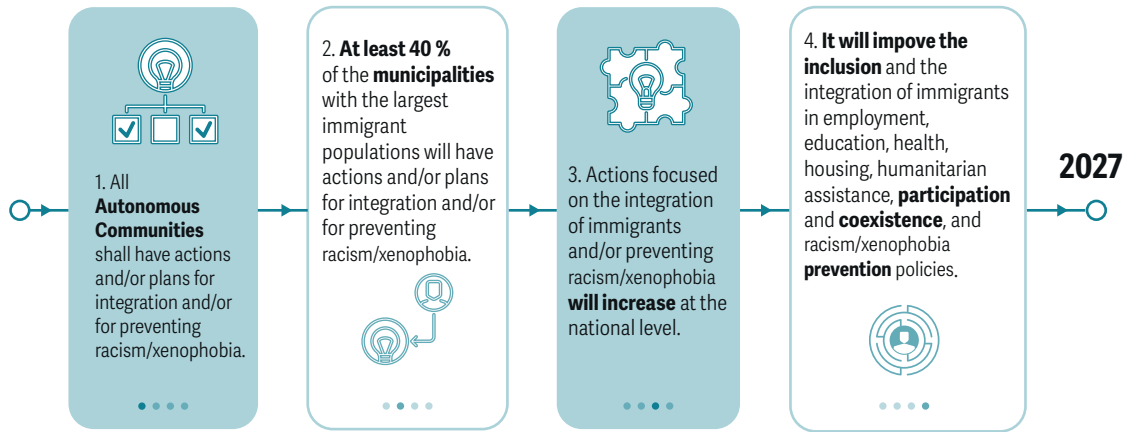 1. All
Autonomous
Communities
shall have actions
and/or plans for
integration and/or
for preventing
racism/xenophobia.
2. At least 40 %
of the municipalities
with the largest
immigrant
populations will have
actions and/or plans
for integration and/or
for preventing
racism/xenophobia.
3. Actions focused
on the integration
of immigrants
and/or preventing
racism/xenophobia
will increase at the
national level.
4. It will impove the
inclusion and the
integration of immigrants
in employment,
education, health,
housing, humanitarian
assistance, participation
and coexistence, and
racism/xenophobia
prevention policies.
2027